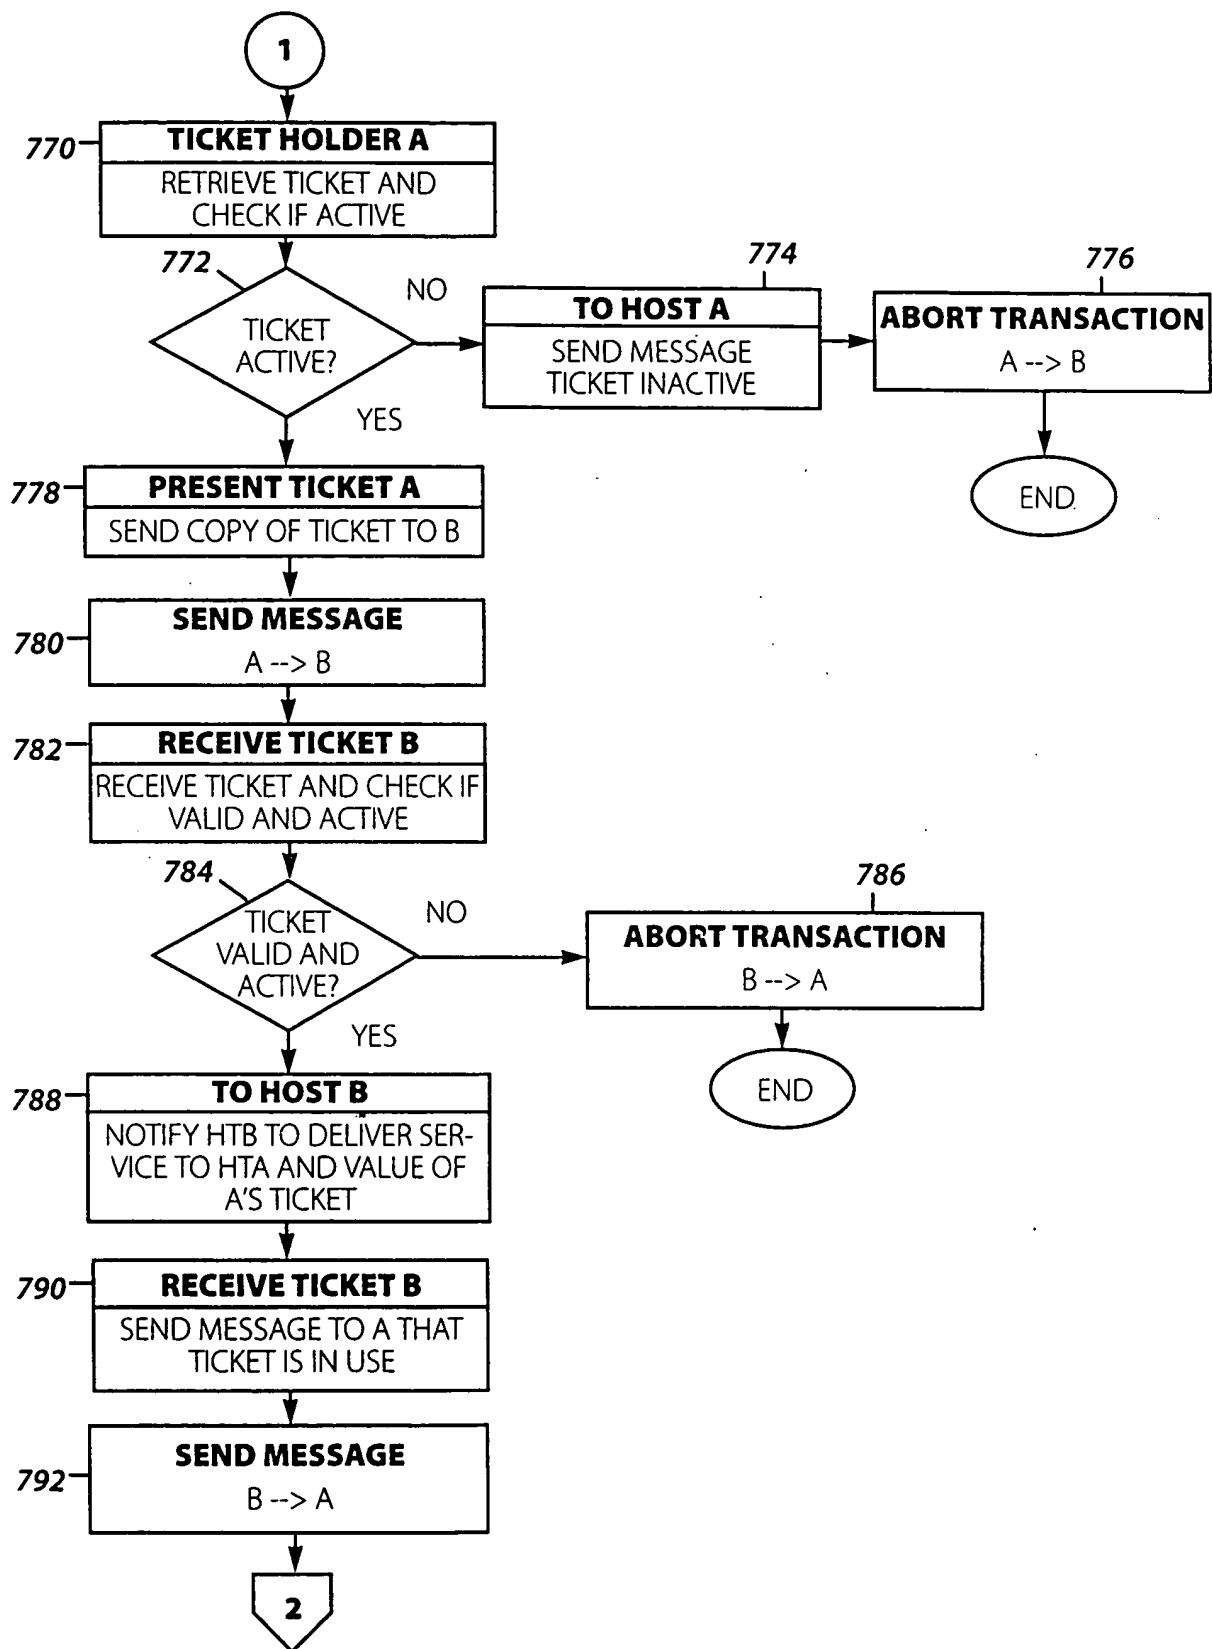 1
770
TICKET HOLDER A
RETRIEVE TICKET AND
CHECK IF ACTIVE
772
TICKET
ACTIVE?
NO
YES
774
TO HOST A
SEND MESSAGE
TICKET INACTIVE
776
ABORT TRANSACTION
A --> B
END
778
PRESENT TICKET A
SEND COPY OF TICKET TO B
780
SEND MESSAGE
A --> B
782
RECEIVE TICKET B
RECEIVE TICKET AND CHECK IF
VALID AND ACTIVE
784
TICKET
VALID AND
ACTIVE?
NO
YES
786
ABORT TRANSACTION
B --> A
END
788
TO HOST B
NOTIFY HTB TO DELIVER SER-
VICE TO HTA AND VALUE OF
A'S TICKET
790
RECEIVE TICKET B
SEND MESSAGE TO A THAT
TICKET IS IN USE
792
SEND MESSAGE
B --> A
2